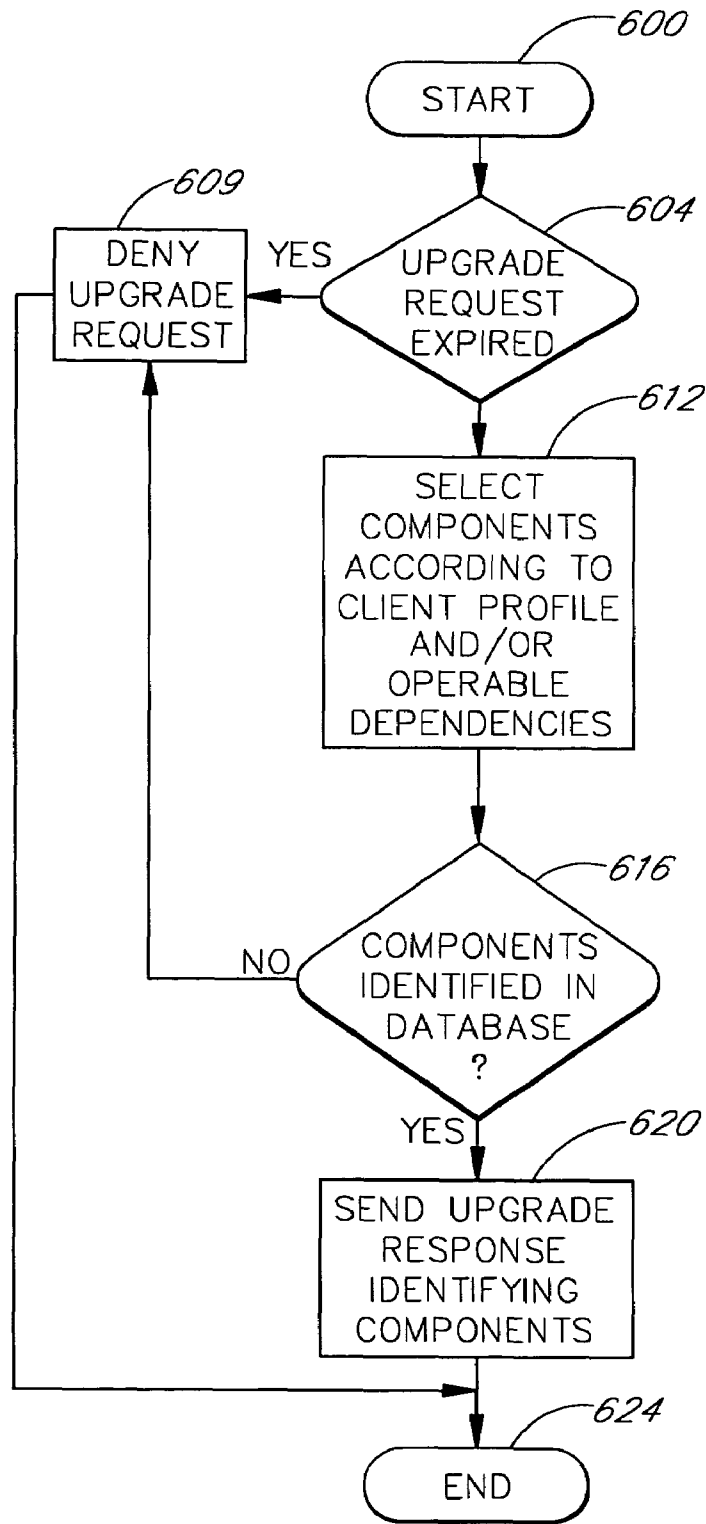 600
START
604
UPGRADE
REQUEST
EXPIRED
YES
609
DENY
UPGRADE
REQUEST
612
SELECT
COMPONENTS
ACCORDING TO
CLIENT PROFILE
AND/OR
OPERABLE
DEPENDENCIES
616
COMPONENTS
IDENTIFIED IN
DATABASE
?
NO
YES
620
SEND UPGRADE
RESPONSE
IDENTIFYING
COMPONENTS
624
END